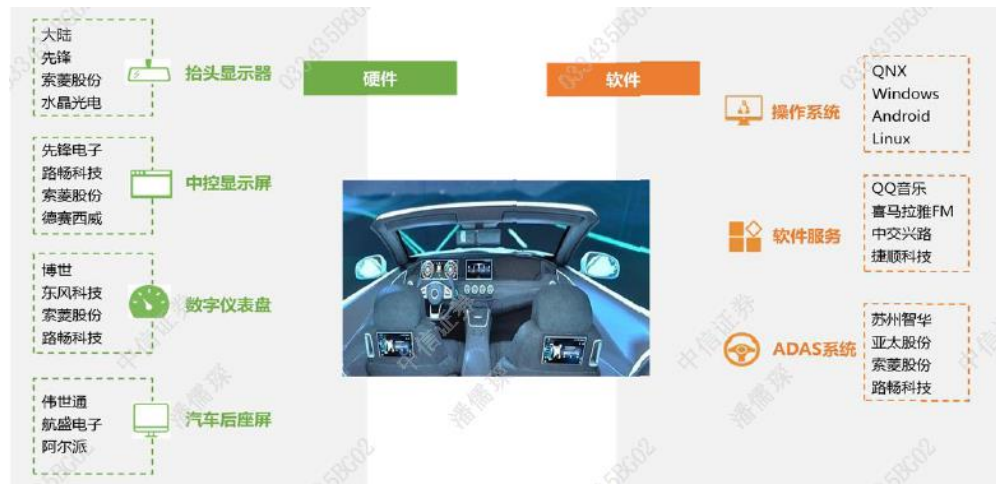 大陆
先锋
索菱股份
水晶光电
抬头显示器
先锋电子
路畅科技
索菱股份
德赛西威
中控显示屏
博世
东风科技
索菱股份
路畅科技
数字仪表盘
伟世通
航盛电子
阿尔派
汽车后座屏
硬件
软件
操作系统
QNX
Windows
Android
Linux
软件服务
QQ音乐
喜马拉雅FM
中交兴路
捷顺科技
ADAS系统
苏州智华
亚太股份
索菱股份
路畅科技
中信证券